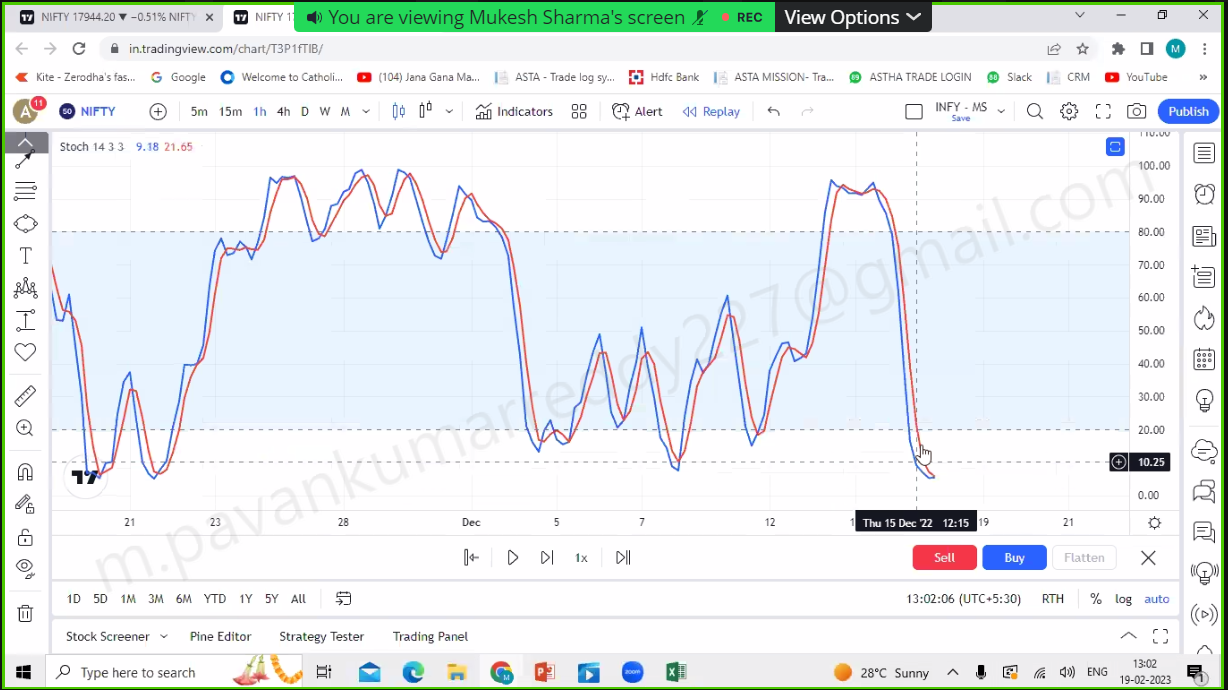 NIFTY 17944.20 ▼ −0.51% NIFTY
NIFTY 17
You are viewing Mukesh Sharma's screen
REC
View Options
in.tradingview.com/chart/T3P1fTIB/
M
Kite - Zerodha's fas...
Google
Welcome to Catholi...
(104) Jana Gana Ma...
ASTA - Trade log sy...
Hdfc Bank
ASTA MISSION- Tra...
ASTHA TRADE LOGIN
Slack
CRM
YouTube
A 11
50 NIFTY
5m 15m 1h 4h D W M
Indicators
Alert
Replay
INFY - MS
Save
Publish
Stoch 14 3 3 9.18 21.65
110.00
100.00
90.00
80.00
70.00
60.00
50.00
40.00
30.00
20.00
10.25
0.00
m.pavankumarreddy227@gmail.com
21 23 28 Dec 5 7 12 Thu 15 Dec '22 12:15 19 21
1x
Sell Buy Flatten
1D 5D 1M 3M 6M YTD 1Y 5Y All
13:02:06 (UTC+5:30) RTH % log auto
Stock Screener Pine Editor Strategy Tester Trading Panel
Type here to search
zoom
28°C Sunny
ENG
13:02
19-02-2023
1